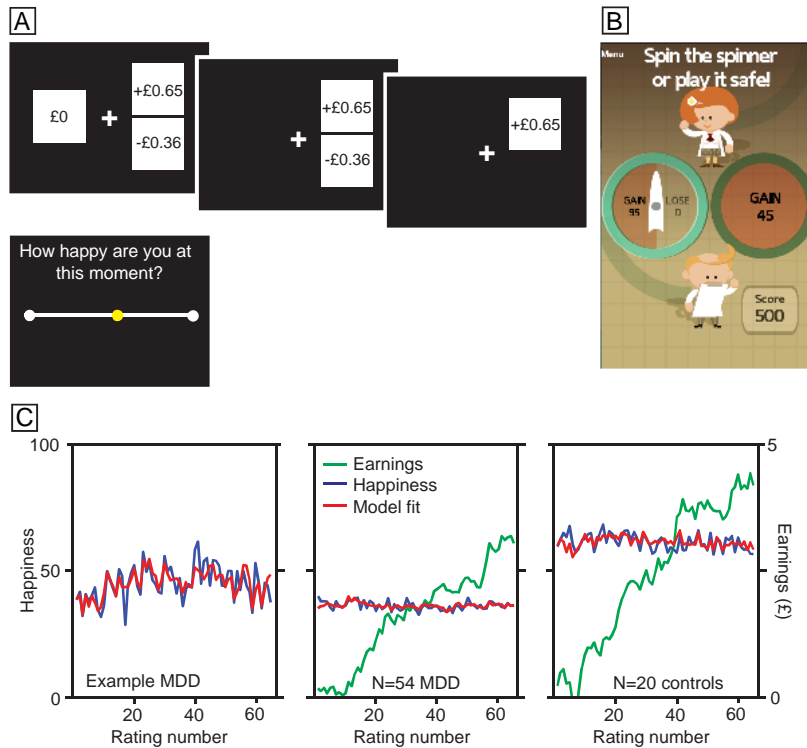 A
£0
+
+£0.65
-£0.36
+
+£0.65
-£0.36
+
+£0.65
How happy are you at
this moment?
B
Menu
Spin the spinner
or play it safe!
GAIN
95
LOSE
0
GAIN
45
Score
500
C
100
50
0
Happiness
Example MDD
20
40
60
Rating number
Earnings
Happiness
Model fit
N=54 MDD
20
40
60
Rating number
N=20 controls
20
40
60
Rating number
5
0
Earnings (£)